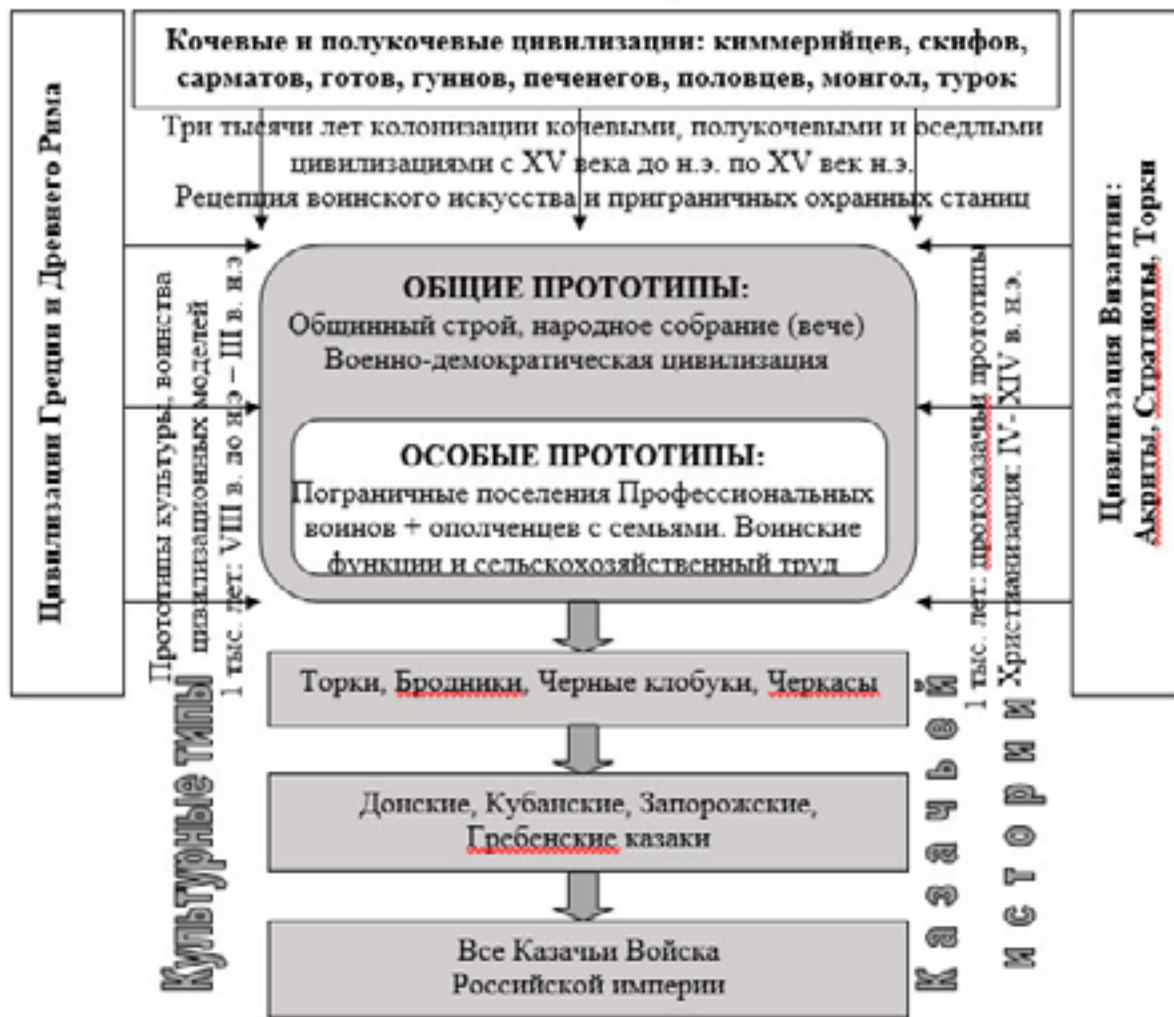 Кочевые и полукочевые цивилизации: киммерийцев, скифов,
сарматов, готов, гуннов, печенегов, половцев, монгол, турок
Три тысячи лет колонизации кочевыми, полукочевыми и оседлыми
цивилизациями с XV века до н.э. по XV век н.э.
Рецепция воинского искусства и приграничных охранных станиц
Цивилизации Греции и Древнего Рима
Прототипы культуры, воинства
цивилизационных моделей
1 тыс. лет: VIII в. до н.э – III в. н.э
ОБЩИЕ ПРОТОТИПЫ:
Общинный строй, народное собрание (вече)
Военно-демократическая цивилизация
ОСОБЫЕ ПРОТОТИПЫ:
Пограничные поселения Профессиональных
воинов + ополченцев с семьями. Воинские
функции и сельскохозяйственный труд
1 тыс. лет: протоказачьи прототипы
Христианизация: IV- XIV в. н.э.
Цивилизация Византии:
Акриты, Стратиоты, Торки
Торки, Бродники, Черные клобуки, Черкасы
Донские, Кубанские, Запорожские,
Гребенские казаки
Все Казачьи Войска
Российской империи
Культурные типы
Казачьей
истории